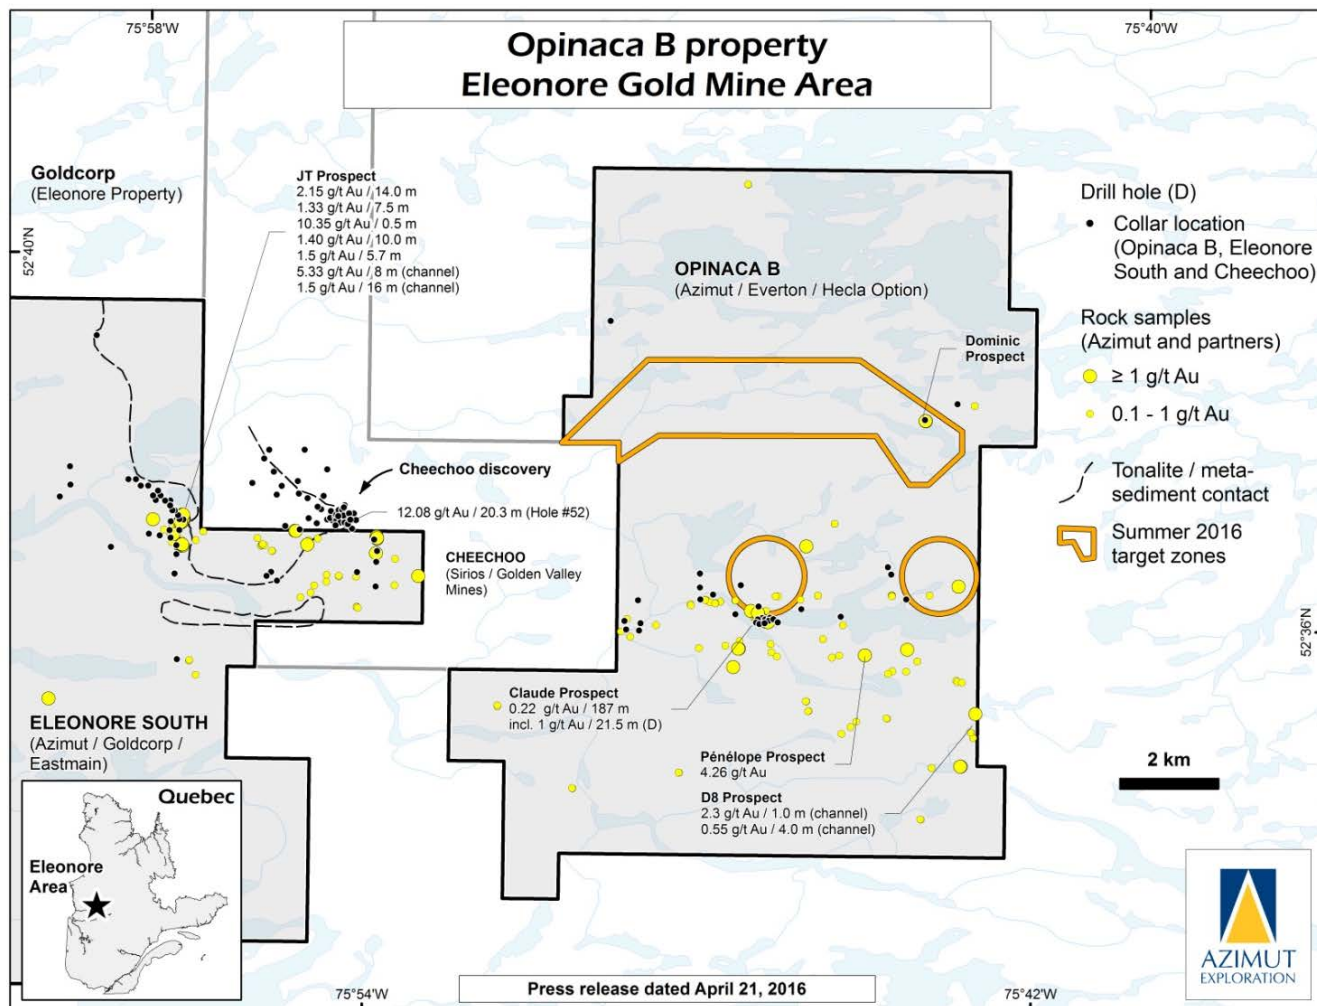 75°58'W
75°40'W
Opinaca B property
Eleonore Gold Mine Area
Goldcorp
(Eleonore Property)
52°40'N
JT Prospect
2.15 g/t Au / 14.0 m
1.33 g/t Au / 7.5 m
10.35 g/t Au / 0.5 m
1.40 g/t Au / 10.0 m
1.5 g/t Au / 5.7 m
5.33 g/t Au / 8 m (channel)
1.5 g/t Au / 16 m (channel)
OPINACA B
(Azimut / Everton / Hecla Option)
Dominic
Prospect
Drill hole (D)
Collar location
(Opinaca B, Eleonore
South and Cheechoo)
Rock samples
(Azimut and partners)
≥ 1 g/t Au
0.1 - 1 g/t Au
Tonalite / meta-
sediment contact
Summer 2016
target zones
Cheechoo discovery
12.08 g/t Au / 20.3 m (Hole #52)
CHEECHOO
(Sirios / Golden Valley
Mines)
52°36'N
Claude Prospect
0.22 g/t Au / 187 m
incl. 1 g/t Au / 21.5 m (D)
ELEONORE SOUTH
(Azimut / Goldcorp /
Eastmain)
Pénélope Prospect
4.26 g/t Au
D8 Prospect
2.3 g/t Au / 1.0 m (channel)
0.55 g/t Au / 4.0 m (channel)
2 km
Quebec
Eleonore
Area
AZIMUT
EXPLORATION
75°54'W
Press release dated April 21, 2016
75°42'W